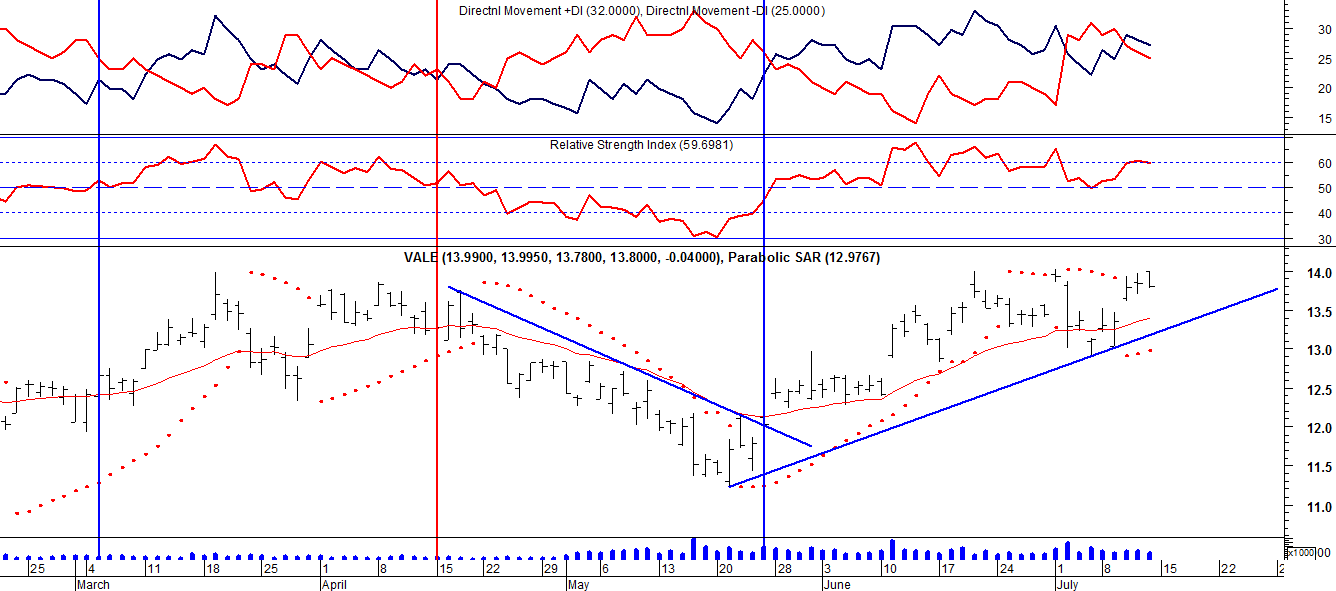 Directnl Movement +DI (32.0000), Directnl Movement -DI (25.0000)
30
25
20
15
Relative Strength Index (59.6981)
60
50
40
30
VALE (13.9900, 13.9950, 13.7800, 13.8000, -0.04000), Parabolic SAR (12.9767)
14.0
13.5
13.0
12.5
12.0
11.5
11.0
x1000
25 4 11 18 25 1 8 15 22 29 6 13 20 28 3 10 17 24 1 8 15 22
March April May June July